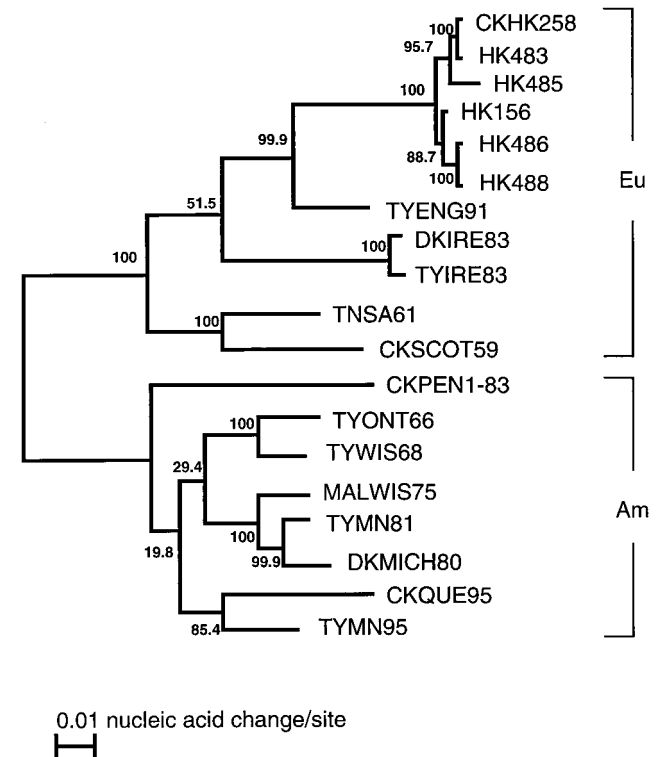 CKHK258
100
95.7
HK483
HK485
100
HK156
99.9
HK486
88.7
100
HK488
Eu
51.5
TYENG91
DKIRE83
100
100
TYIRE83
TNSA61
100
CKSCOT59
CKPEN1-83
TYONT66
100
TYWIS68
29.4
MALWIS75
Am
TYMN81
100
19.8
99.9
DKMICH80
CKQUE95
TYMN95
85.4
0.01 nucleic acid change/site